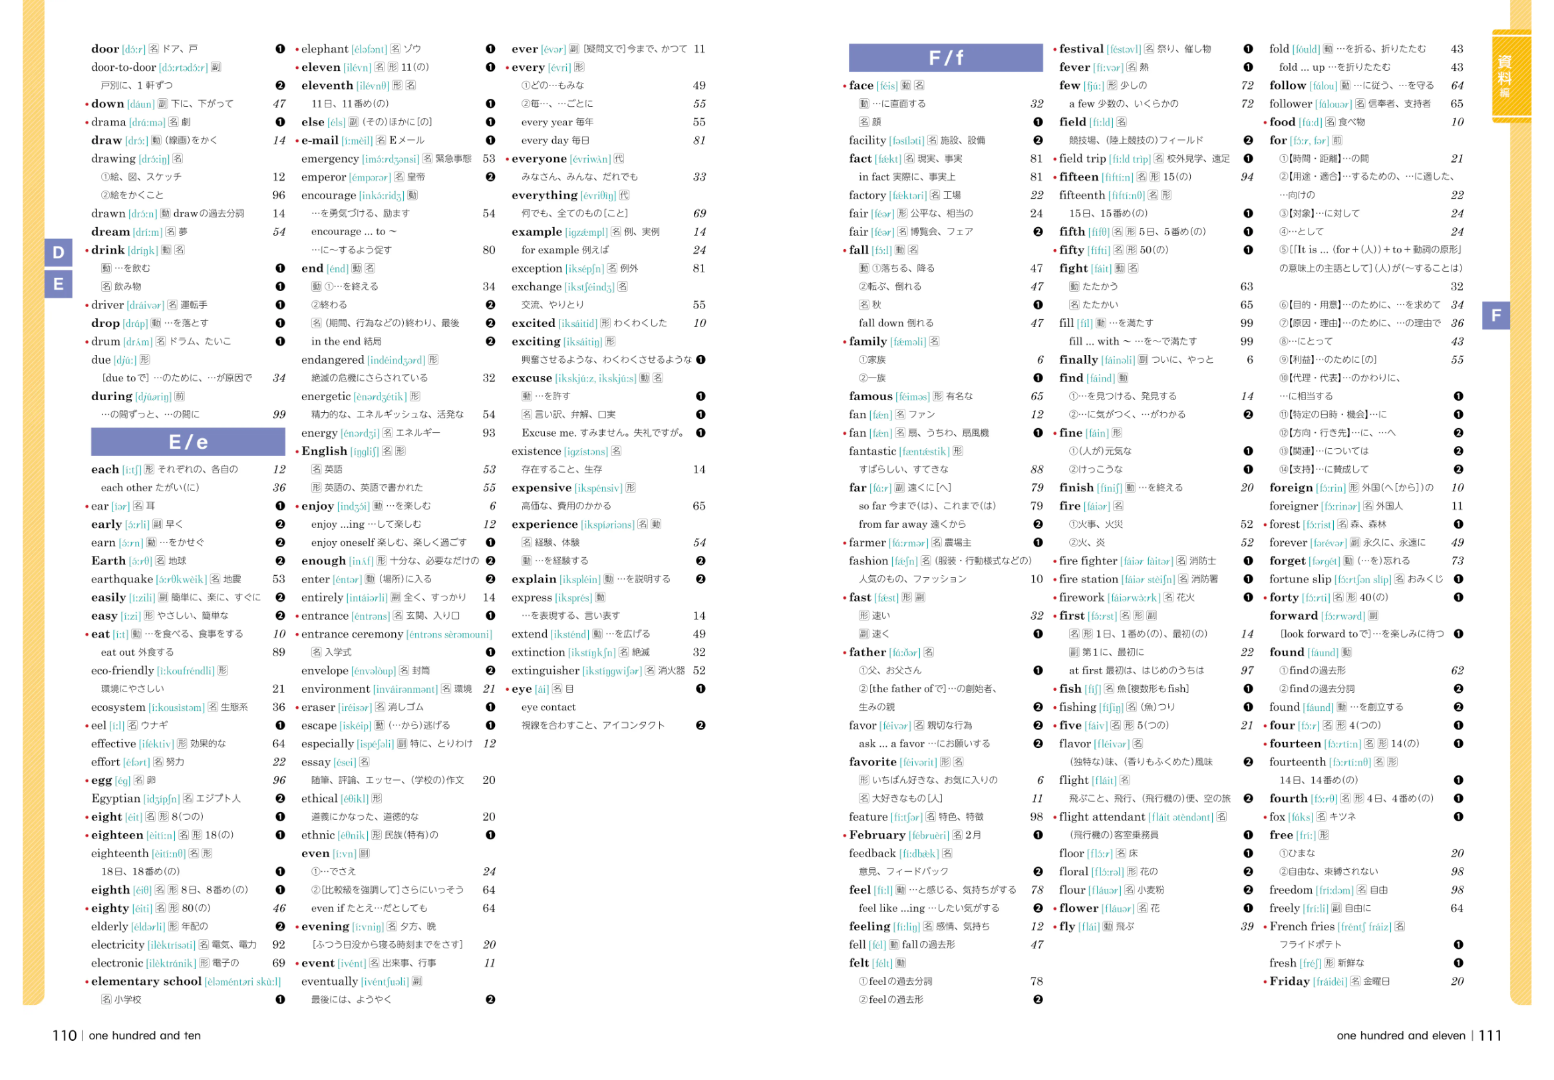 door [dɔ́ːr] 名 ドア、戸 ❶
door-to-door [dɔ́ːrtədɔ́ːr] 副
戸別に、1 軒ずつ ❷
• down [dáun] 副 下に、下がって 47
• drama [drɑ́ːmə] 名 劇 ❶
draw [drɔ́ː] 動 (線画)をかく 14
drawing [drɔ́ːiŋ] 名
①絵、図、スケッチ 12
②絵をかくこと 96
drawn [drɔ́ːn] 動 drawの過去分詞 14
dream [dríːm] 名 夢 54
• drink [dríŋk] 動 名
動 …を飲む ❶
名 飲み物 ❶
• driver [dráivər] 名 運転手 ❶
drop [drɑ́p] 動 …を落とす ❶
• drum [drʌ́m] 名 ドラム、たいこ ❶
due [djúː] 形
[due toで] …のために、…が原因で 34
during [djúəriŋ] 前
…の間ずっと、…の間に 99
E / e
each [íːtʃ] 形 それぞれの、各自の 12
each other たがい(に) 36
• ear [íər] 名 耳 ❶
early [ə́ːrli] 副 早く ❷
earn [ə́ːrn] 動 …をかせぐ ❷
Earth [ə́ːrθ] 名 地球 ❷
earthquake [ə́ːrθkwèik] 名 地震 53
easily [íːzili] 副 簡単に、楽に、すぐに ❷
easy [íːzi] 形 やさしい、簡単な ❷
• eat [íːt] 動 …を食べる、食事をする 10
eat out 外食する 89
eco-friendly [íːkoufréndli] 形
環境にやさしい 21
ecosystem [íːkousìstəm] 名 生態系 36
• eel [íːl] 名 ウナギ ❶
effective [iféktiv] 形 効果的な 64
effort [éfərt] 名 努力 22
• egg [ég] 名 卵 96
Egyptian [idʒípʃn] 名 エジプト人 ❷
• eight [éit] 名 形 8(つの) ❶
• eighteen [èitíːn] 名 形 18(の) ❶
eighteenth [èitíːnθ] 名 形
18日、18番め(の) ❶
eighth [éitθ] 名 形 8日、8番め(の) ❶
• eighty [éiti] 名 形 80(の) 46
elderly [éldərli] 形 年配の ❷
electricity [ilèktrísəti] 名 電気、電力 92
electronic [ilèktránik] 形 電子の 69
• elementary school [èləméntəri skùːl]
名 小学校 ❶
• elephant [éləfənt] 名 ゾウ ❶
• eleven [ilévn] 名 形 11(の) ❶
eleventh [ilévnθ] 形 名
11日、11番め(の) ❶
else [éls] 副 (その)ほかに[の] ❶
• e-mail [íːmèil] 名 Eメール ❶
emergency [imə́ːrdʒənsi] 名 緊急事態 53
emperor [émpərər] 名 皇帝 ❷
encourage [inkə́ːridʒ] 動
…を勇気づける、励ます 54
encourage ... to ～
…に～するよう促す 80
end [énd] 動 名
動 ①…を終える 34
②終わる ❷
名 (期間、行為などの)終わり、最後 ❷
in the end 結局 ❷
endangered [indéindʒərd] 形
絶滅の危機にさらされている 32
energetic [ènərdʒétik] 形
精力的な、エネルギッシュな、活発な 54
energy [énərdʒi] 名 エネルギー 93
• English [íŋgliʃ] 名 形
名 英語 53
形 英語の、英語で書かれた 55
• enjoy [indʒɔ́i] 動 …を楽しむ 6
enjoy ...ing …して楽しむ 12
enjoy oneself 楽しむ、楽しく過ごす ❶
enough [inʌ́f] 形 十分な、必要なだけの ❷
enter [éntər] 動 (場所)に入る ❷
entirely [intáiərli] 副 全く、すっかり 14
• entrance [éntrəns] 名 玄関、入り口 ❶
• entrance ceremony [éntrəns sèrəmouni]
名 入学式 ❶
envelope [énvəlòup] 名 封筒 ❷
environment [inváirənmənt] 名 環境 21
• eraser [iréisər] 名 消しゴム ❶
escape [iskéip] 動 (…から)逃げる ❶
especially [ispéʃəli] 副 特に、とりわけ 12
essay [ései] 名
随筆、評論、エッセー、(学校の)作文 20
ethical [éθikl] 形
道義にかなった、道徳的な 20
ethnic [éθnik] 形 民族(特有)の ❶
even [íːvn] 副
①…でさえ 24
②[比較級を強調して]さらにいっそう 64
even if たとえ…だとしても 64
• evening [íːvniŋ] 名 夕方、晩
[ふつう日没から寝る時刻までをさす] 20
• event [ivént] 名 出来事、行事 11
eventually [ivéntʃuəli] 副
最後には、ようやく ❷
ever [évər] 副 [疑問文で]今まで、かつて 11
• every [évri] 形
①どの…もみな 49
②毎…、…ごとに 55
every year 毎年 55
every day 毎日 81
• everyone [évriwʌ̀n] 代
みなさん、みんな、だれでも 33
everything [évriθìŋ] 代
何でも、全てのもの[こと] 69
example [igzǽmpl] 名 例、実例 14
for example 例えば 24
exception [iksépʃn] 名 例外 81
exchange [ikstʃéindʒ] 名
交流、やりとり 55
excited [iksáitid] 形 わくわくした 10
exciting [iksáitiŋ] 形
興奮させるような、わくわくさせるような ❶
excuse [ikskjúːz, ikskjúːs] 動 名
動 …を許す ❶
名 言い訳、弁解、口実 ❶
Excuse me. すみません。失礼ですが。 ❶
existence [igzístəns] 名
存在すること、生存 14
expensive [ikspénsiv] 形
高価な、費用のかかる 65
experience [ikspíəriəns] 名 動
名 経験、体験 54
動 …を経験する ❷
explain [ikspléin] 動 …を説明する ❷
express [iksprés] 動
…を表現する、言い表す 14
extend [iksténd] 動 …を広げる 49
extinction [ikstíŋkʃn] 名 絶滅 32
extinguisher [ikstíŋgwiʃər] 名 消火器 52
• eye [ái] 名 目 ❶
eye contact
視線を合わすこと、アイコンタクト ❷
D
E
110 | one hundred and ten
F / f
• face [féis] 動 名
動 …に直面する 32
名 顔 ❶
facility [fəsíləti] 名 施設、設備 ❷
fact [fǽkt] 名 現実、事実 81
in fact 実際に、事実上 81
factory [fǽktəri] 名 工場 22
fair [féər] 形 公平な、相当の 24
fair [féər] 名 博覧会、フェア ❷
• fall [fɔ́ːl] 動 名
動 ①落ちる、降る 47
②転ぶ、倒れる 47
名 秋 ❶
fall down 倒れる 47
• family [fǽməli] 名
①家族 6
②一族 ❶
famous [féiməs] 形 有名な 65
fan [fǽn] 名 ファン 12
• fan [fǽn] 名 扇、うちわ、扇風機 ❶
fantastic [fæntǽstik] 形
すばらしい、すてきな 88
far [fɑ́ːr] 副 遠くに[へ] 79
so far 今まで(は)、これまで(は) 79
from far away 遠くから ❷
• farmer [fɑ́ːrmər] 名 農場主 ❶
fashion [fǽʃn] 名 (服装・行動様式などの)
人気のもの、ファッション 10
• fast [fǽst] 形 副
形 速い 32
副 速く ❶
• father [fɑ́ːðər] 名
①父、お父さん ❶
②[the father ofで]…の創始者、
生みの親 ❷
favor [féivər] 名 親切な行為 ❷
ask ... a favor …にお願いする ❷
favorite [féivərit] 形 名
形 いちばん好きな、お気に入りの 6
名 大好きなもの[人] 11
feature [fíːtʃər] 名 特色、特徴 98
• February [fébruèri] 名 2月 ❶
feedback [fíːdbæ̀k] 名
意見、フィードバック ❷
feel [fíːl] 動 …と感じる、気持ちがする 78
feel like ...ing …したい気がする ❷
feeling [fíːliŋ] 名 感情、気持ち 12
fell [fél] 動 fallの過去形 47
felt [félt] 動
①feelの過去分詞 78
②feelの過去形 ❷
• festival [féstəvl] 名 祭り、催し物 ❶
fever [fíːvər] 名 熱 ❶
few [fjúː] 形 少しの 72
a few 少数の、いくらかの 72
field [fíːld] 名 ❶
競技場、(陸上競技の)フィールド ❷
• field trip [fíːld trìp] 名 校外見学、遠足 ❶
• fifteen [fìftíːn] 名 形 15(の) 94
fifteenth [fìftíːnθ] 名 形
15日、15番め(の) ❶
fifth [fífθ] 名 形 5日、5番め(の) ❶
• fifty [fífti] 名 形 50(の) ❶
fight [fáit] 動 名
動 たたかう 63
名 たたかい 65
fill [fíl] 動 …を満たす 99
fill ... with ～ …を～で満たす 99
finally [fáinəli] 副 ついに、やっと 6
find [fáind] 動
①…を見つける、発見する 14
②…に気がつく、…がわかる ❷
• fine [fáin] 形
①(人が)元気な ❶
②けっこうな ❶
finish [fíniʃ] 動 …を終える 20
fire [fáiər] 名
①火事、火災 52
②火、炎 52
• fire fighter [fáiər fàitər] 名 消防士 ❶
• fire station [fáiər stèiʃn] 名 消防署 ❶
• firework [fáiərwə̀ːrk] 名 花火 ❶
• first [fə́ːrst] 名 形 副
名 形 1日、1番め(の)、最初(の) 14
副 第1に、最初に 22
at first 最初は、はじめのうちは 97
• fish [fíʃ] 名 魚[複数形もfish] ❶
• fishing [fíʃiŋ] 名 (魚)つり ❶
• five [fáiv] 名 形 5(つの) 21
flavor [fléivər] 名
(独特な)味、(香りもふくめた)風味 ❷
flight [fláit] 名
飛ぶこと、飛行、(飛行機の)便、空の旅 ❷
• flight attendant [fláit ətèndənt] 名
(飛行機の)客室乗務員 ❶
floor [flɔ́ːr] 名 床 ❶
floral [flɔ́ːrəl] 形 花の ❷
flour [fláuər] 名 小麦粉 ❷
• flower [fláuər] 名 花 ❶
• fly [flái] 動 飛ぶ 39
fold [fóuld] 動 …を折る、折りたたむ 43
fold ... up …を折りたたむ 43
follow [fálou] 動 …に従う、…を守る 64
follower [fálouər] 名 信奉者、支持者 65
• food [fúːd] 名 食べ物 10
for [fɔ́ːr, fər] 前
①【時間・距離】…の間 21
②【用途・適合】…するための、…に適した、
…向けの 22
③【対象】…に対して 24
④…として 24
⑤[[It is ... (for+(人))+to+動詞の原形]
の意味上の主語として](人)が(～することは)
32
⑥【目的・用意】…のために、…を求めて 34
⑦【原因・理由】…のために、…の理由で 36
⑧…にとって 43
⑨【利益】…のために[の] 55
⑩【代理・代表】…のかわりに、
…に相当する ❶
⑪【特定の日時・機会】…に ❶
⑫【方向・行き先】…に、…へ ❷
⑬【関連】…については ❷
⑭【支持】…に賛成して ❷
foreign [fɔ́ːrin] 形 外国(へ[から])の 10
foreigner [fɔ́ːrinər] 名 外国人 11
• forest [fɔ́ːrist] 名 森、森林 ❶
forever [fərévər] 副 永久に、永遠に 49
forget [fərgét] 動 (…を)忘れる 73
fortune slip [fɔ́ːrtʃən slìp] 名 おみくじ ❶
• forty [fɔ́ːrti] 名 形 40(の) ❶
forward [fɔ́ːrwərd] 副
[look forward toで]…を楽しみに待つ ❶
found [fáund] 動
①findの過去形 62
②findの過去分詞 ❷
found [fáund] 動 …を創立する ❷
• four [fɔ́ːr] 名 形 4(つの) ❶
• fourteen [fɔ̀ːrtíːn] 名 形 14(の) ❶
fourteenth [fɔ̀ːrtíːnθ] 名 形
14日、14番め(の) ❶
fourth [fɔ́ːrθ] 名 形 4日、4番め(の) ❶
• fox [fáks] 名 キツネ ❶
free [fríː] 形
①ひまな 20
②自由な、束縛されない 98
freedom [fríːdəm] 名 自由 98
freely [fríːli] 副 自由に 64
• French fries [fréntʃ fráiz] 名
フライドポテト ❶
fresh [fréʃ] 形 新鮮な ❶
• Friday [fráidèi] 名 金曜日 20
資料編
F
one hundred and eleven | 111